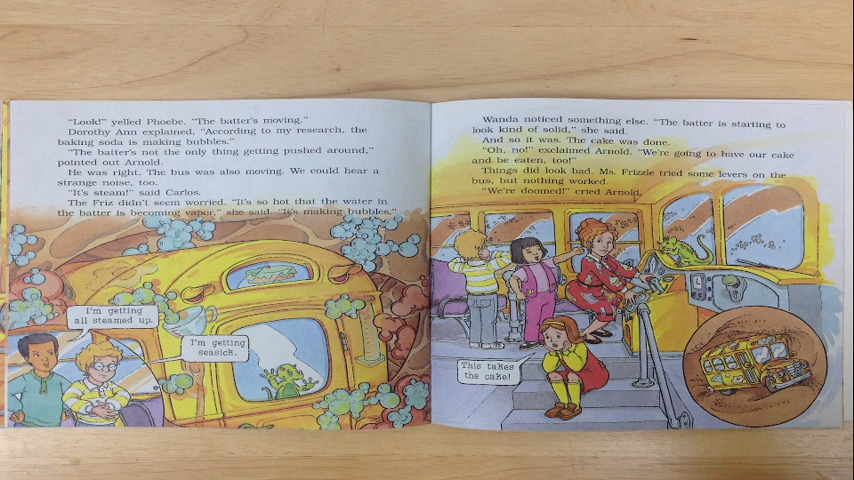 "Look!" yelled Phoebe. "The batter's moving."
Dorothy Ann explained, "According to my research, the
baking soda is making bubbles."
"The batter's not the only thing getting pushed around,"
pointed out Arnold.
He was right. The bus was also moving. We could hear a
strange noise, too.
"It's steam!" said Carlos.
The Friz didn't seem worried. "It's so hot that the water in
the batter is becoming vapor," she said. "It's making bubbles."
I'm getting
all steamed up.
I'm getting
seasick.
Wanda noticed something else. "The batter is starting to
look kind of solid," she said.
And so it was. The cake was done.
"Oh, no!" exclaimed Arnold. "We're going to have our cake
and be eaten, too!"
Things did look bad. Ms. Frizzle tried some levers on the
bus, but nothing worked.
"We're doomed!" cried Arnold.
This takes
the cake!